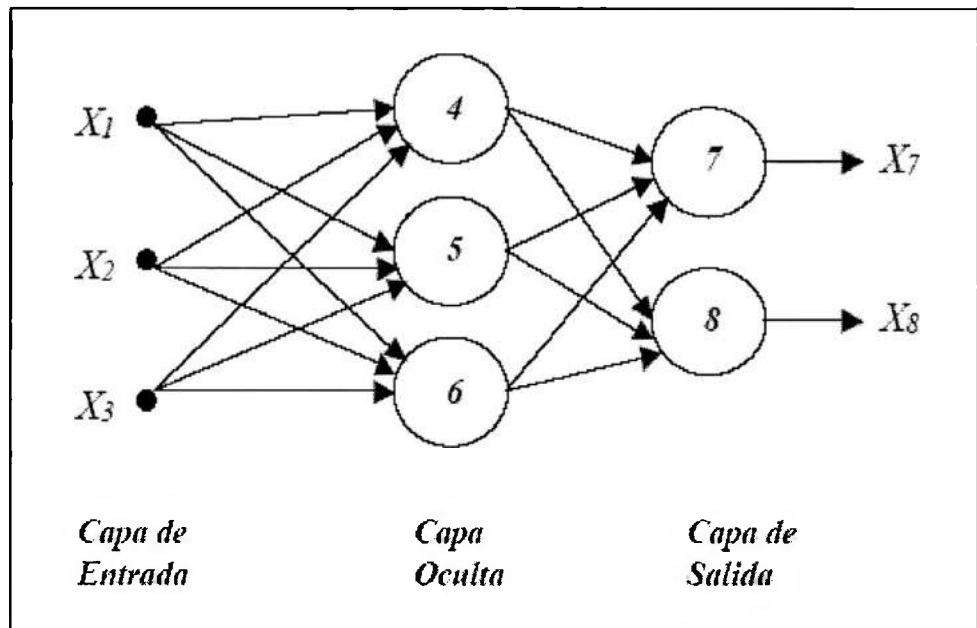 X1
X2
X3
4
5
6
7
8
X7
X8
Capa de
Entrada
Capa
Oculta
Capa de
Salida